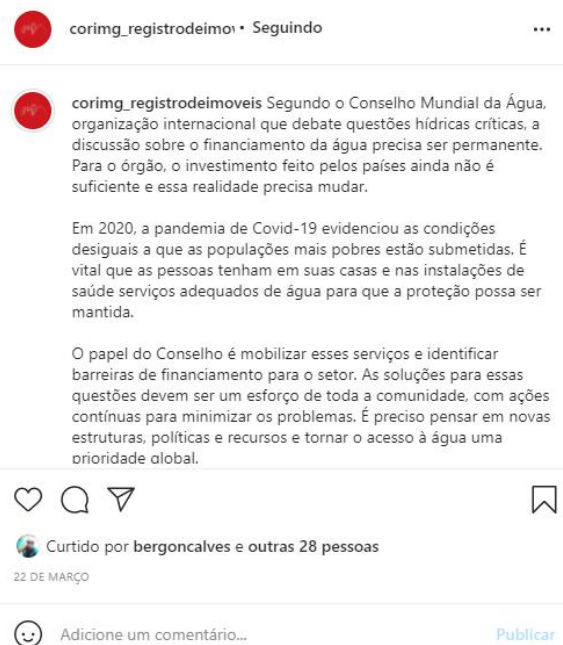 corimg_registrodeimov • Seguindo
corimg_registrodeimoveis Segundo o Conselho Mundial da Água,
organização internacional que debate questões hídricas críticas, a
discussão sobre o financiamento da água precisa ser permanente.
Para o órgão, o investimento feito pelos países ainda não é
suficiente e essa realidade precisa mudar.
Em 2020, a pandemia de Covid-19 evidenciou as condições
desiguais a que as populações mais pobres estão submetidas. É
vital que as pessoas tenham em suas casas e nas instalações de
saúde serviços adequados de água para que a proteção possa ser
mantida.
O papel do Conselho é mobilizar esses serviços e identificar
barreiras de financiamento para o setor. As soluções para essas
questões devem ser um esforço de toda a comunidade, com ações
contínuas para minimizar os problemas. É preciso pensar em novas
estruturas, políticas e recursos e tornar o acesso à água uma
prioridade global.
Curtido por bergoncalves e outras 28 pessoas
22 DE MARÇO
Adicione um comentário... Publicar